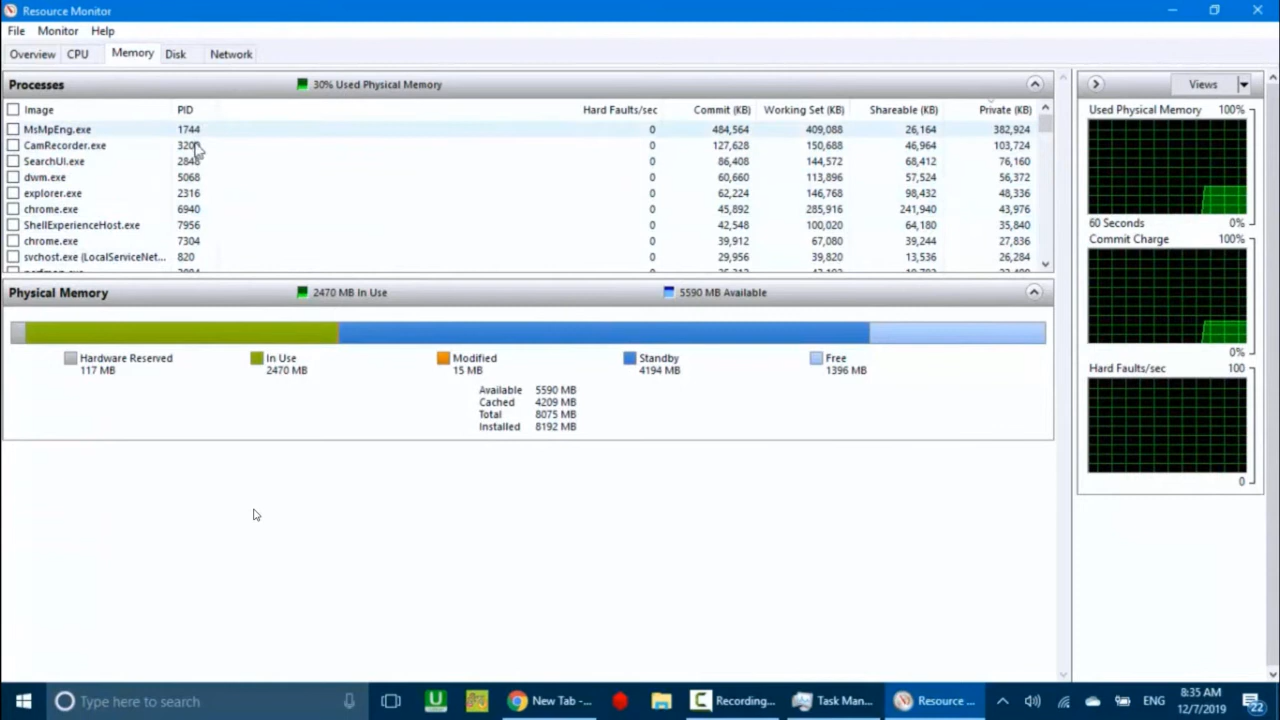 Resource Monitor
File Monitor Help
Overview CPU Memory Disk Network
Processes 30% Used Physical Memory
Image PID Hard Faults/sec Commit (KB) Working Set (KB) Shareable (KB) Private (KB)
MsMpEng.exe 1744 0 484,564 409,088 26,164 382,924
CamRecorder.exe 0 127,628 150,688 46,964 103,724
SearchUI.exe 2848 0 86,408 144,572 68,412 76,160
dwm.exe 5068 0 60,660 113,896 57,524 56,372
explorer.exe 2316 0 62,224 146,768 98,432 48,336
chrome.exe 6940 0 45,892 285,916 241,940 43,976
ShellExperienceHost.exe 7956 0 42,548 100,020 64,180 35,840
chrome.exe 7304 0 39,912 67,080 39,244 27,836
svchost.exe (LocalServiceNet... 820 0 29,956 39,820 13,536 26,284
Physical Memory 2470 MB In Use 5590 MB Available
Hardware Reserved In Use Modified Standby Free
117 MB 2470 MB 15 MB 4194 MB 1396 MB
Available 5590 MB
Cached 4209 MB
Total 8075 MB
Installed 8192 MB
Views
Used Physical Memory 100%
60 Seconds 0%
Commit Charge 100%
0%
Hard Faults/sec 100
0
Type here to search U New Tab -... C Recording... Task Man... Resource ... ENG 8:35 AM
12/7/2019 22